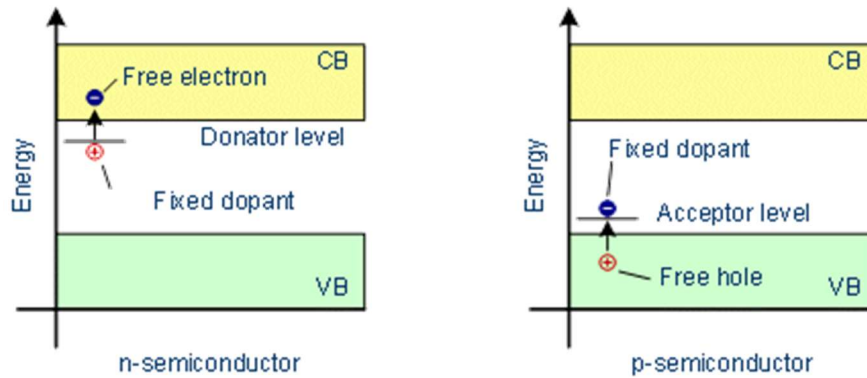 Energy
CB
Free electron
Donator level
Fixed dopant
VB
n-semiconductor
Energy
CB
Fixed dopant
Acceptor level
Free hole
VB
p-semiconductor